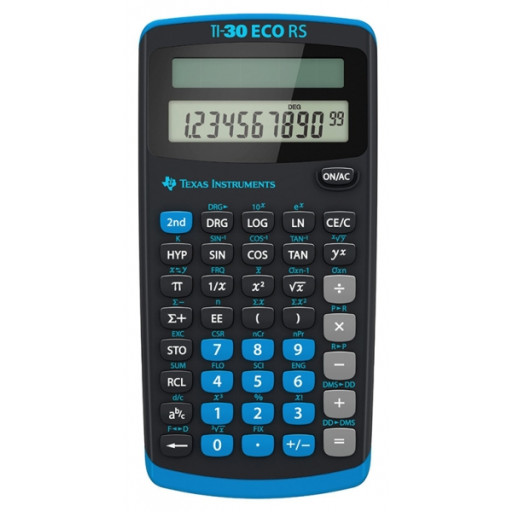 TI-30 ECO RS
DEG
1.234567890 99
TEXAS INSTRUMENTS
ON/AC
DRG► 10ˣ eˣ
2nd DRG LOG LN CE/C
K SIN⁻¹ COS⁻¹ TAN⁻¹ ˣ√y
HYP SIN COS TAN yˣ
x⇆y FRQ x̅ σxn-1 σxn
π 1/x x² √x ÷
Σ− n Σx Σx² P►R
Σ+ EE ( ) ×
EXC CSR nCr nPr R►P
STO 7 8 9 −
SUM FLO SCI ENG DMS►DD
RCL 4 5 6 +
d/c x³ % x! DD►DMS
aᵇ/c 1 2 3 =
F◄►D ³√x FIX
← 0 . +/−